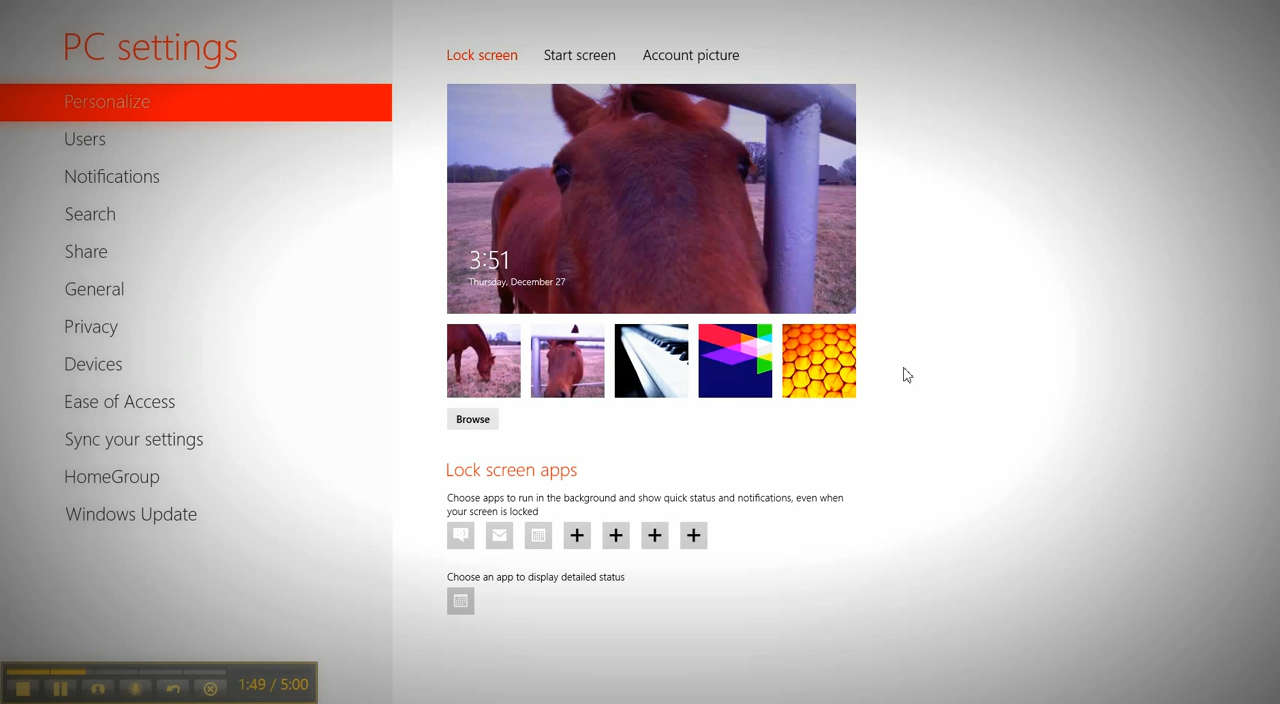 PC settings
Personalize
Users
Notifications
Search
Share
General
Privacy
Devices
Ease of Access
Sync your settings
HomeGroup
Windows Update
Lock screen Start screen Account picture
3:51
Thursday, December 27
Browse
Lock screen apps
Choose apps to run in the background and show quick status and notifications, even when
your screen is locked
Choose an app to display detailed status
1:49 / 5:00